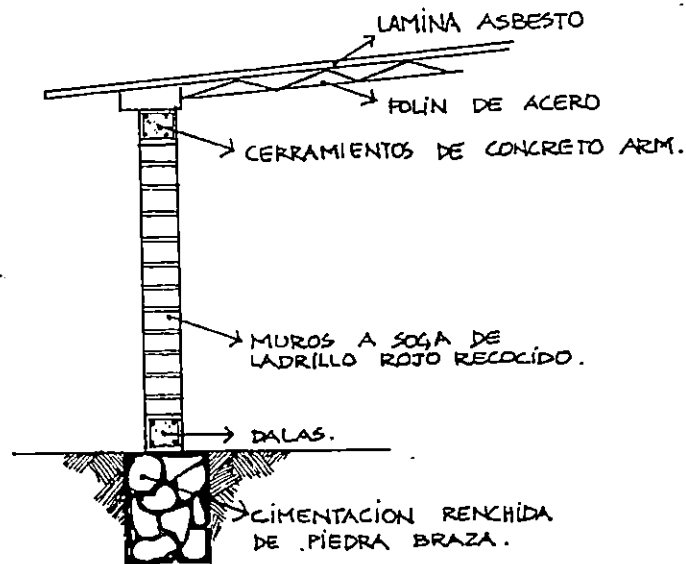 LAMINA ASBESTO
POLIN DE ACERO
CERRAMIENTOS DE CONCRETO ARM.
MUROS A SOGA DE
LADRILLO ROJO RECOCIDO.
DALAS.
CIMENTACION RENCHIDA
DE PIEDRA BRAZA.